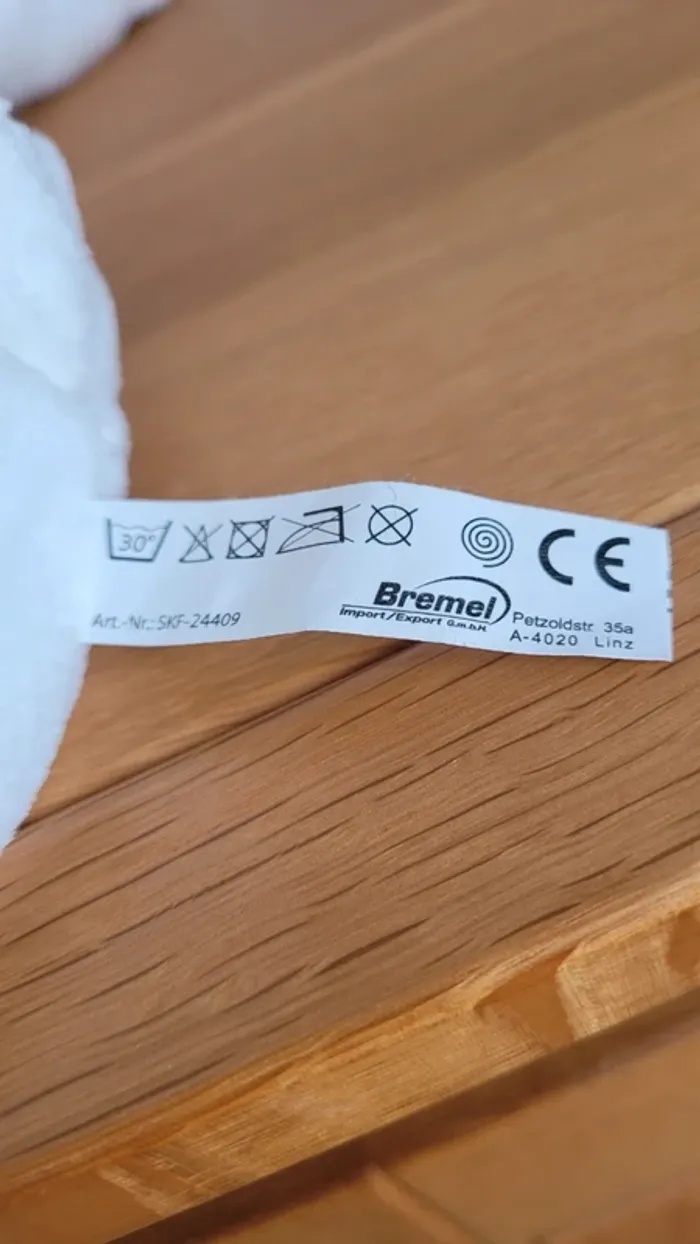 30°
CE
Art.-Nr.: SKF-24409
Bremel
Import/Export G.m.b.H
Petzoldstr. 35a
A-4020 Linz